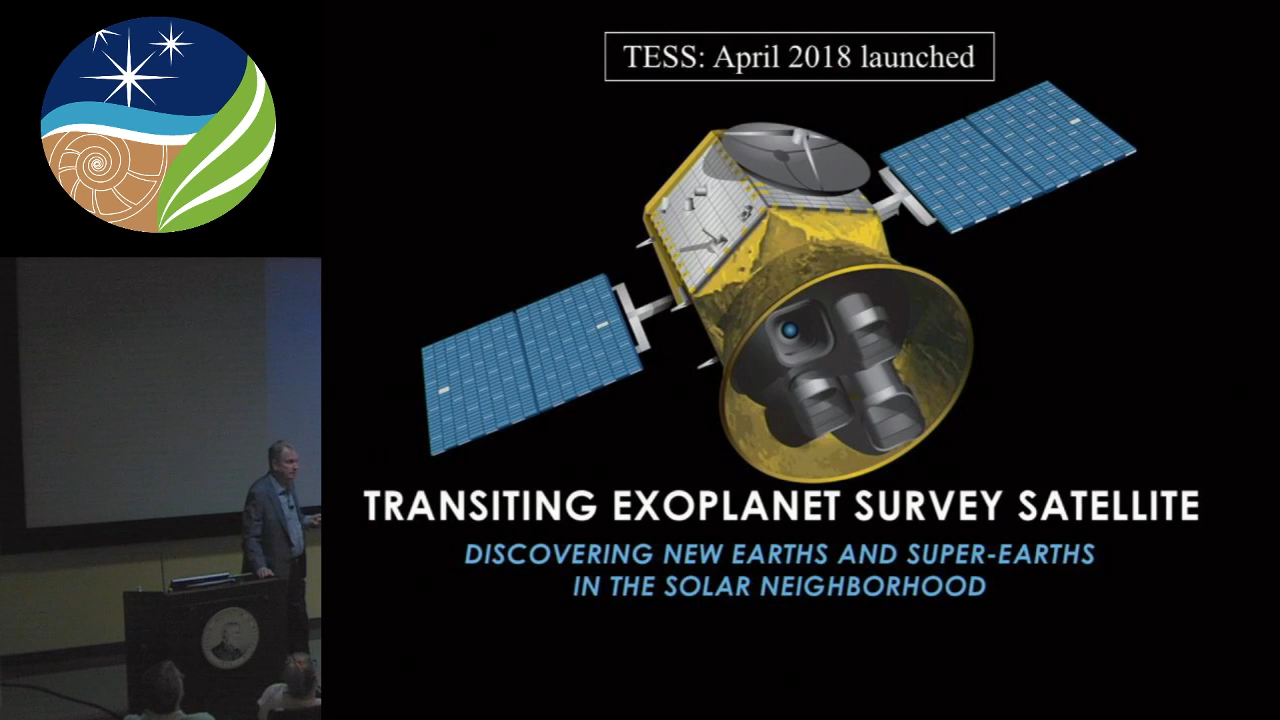 TESS: April 2018 launched
TRANSITING EXOPLANET SURVEY SATELLITE
DISCOVERING NEW EARTHS AND SUPER-EARTHS
IN THE SOLAR NEIGHBORHOOD